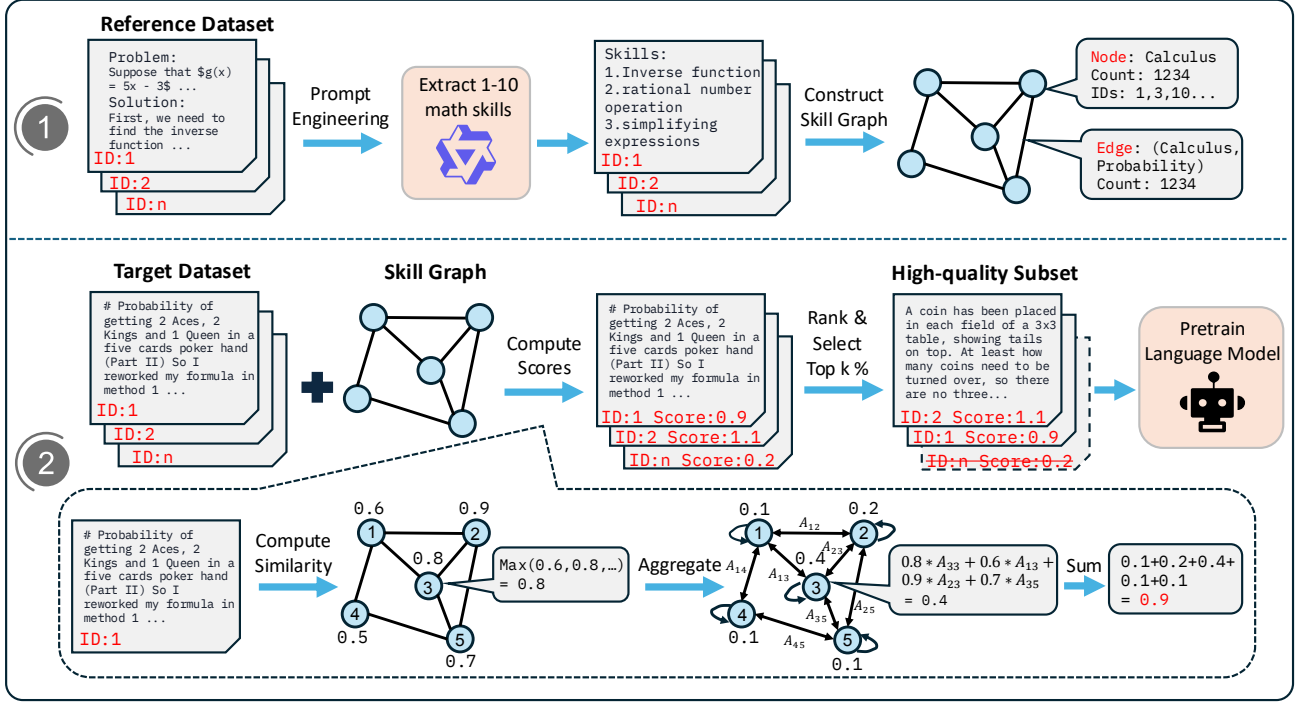 Reference Dataset
1
Problem:
Suppose that $g(x)
= 5x - 3$ ...
Solution:
First, we need to
find the inverse
function ...
ID:1
ID:2
ID:n
Prompt
Engineering
Extract 1-10
math skills
Skills:
1.Inverse function
2.rational number
operation
3.simplifying
expressions
ID:1
ID:2
ID:n
Construct
Skill Graph
Node: Calculus
Count: 1234
IDs: 1,3,10...
Edge: (Calculus,
Probability)
Count: 1234
2
Target Dataset
# Probability of
getting 2 Aces, 2
Kings and 1 Queen in a
five cards poker hand
(Part II) So I
reworked my formula in
method 1 ...
ID:1
ID:2
ID:n
Skill Graph
Compute
Scores
# Probability of
getting 2 Aces, 2
Kings and 1 Queen in a
five cards poker hand
(Part II) So I
reworked my formula in
method 1 ...
ID:1 Score:0.9
ID:2 Score:1.1
ID:n Score:0.2
Rank &
Select
Top k %
High-quality Subset
A coin has been placed
in each field of a 3x3
table, showing tails
on top. At least how
many coins need to be
turned over, so there
are no three...
ID:2 Score:1.1
ID:1 Score:0.9
ID:n Score:0.2
Pretrain
Language Model
# Probability of
getting 2 Aces, 2
Kings and 1 Queen in a
five cards poker hand
(Part II) So I
reworked my formula in
method 1 ...
ID:1
Compute
Similarity
0.6
0.9
1
2
0.8
3
4
0.5
5
0.7
Max(0.6,0.8,…)
= 0.8
Aggregate
0.1
0.2
1
A₁₂
2
A₁₄
A₁₃
0.4
A₂₃
3
A₃₅
A₂₅
4
0.1
A₄₅
5
0.1
0.8 * A₃₃ + 0.6 * A₁₃ +
0.9 * A₂₃ + 0.7 * A₃₅
= 0.4
Sum
0.1+0.2+0.4+
0.1+0.1
= 0.9